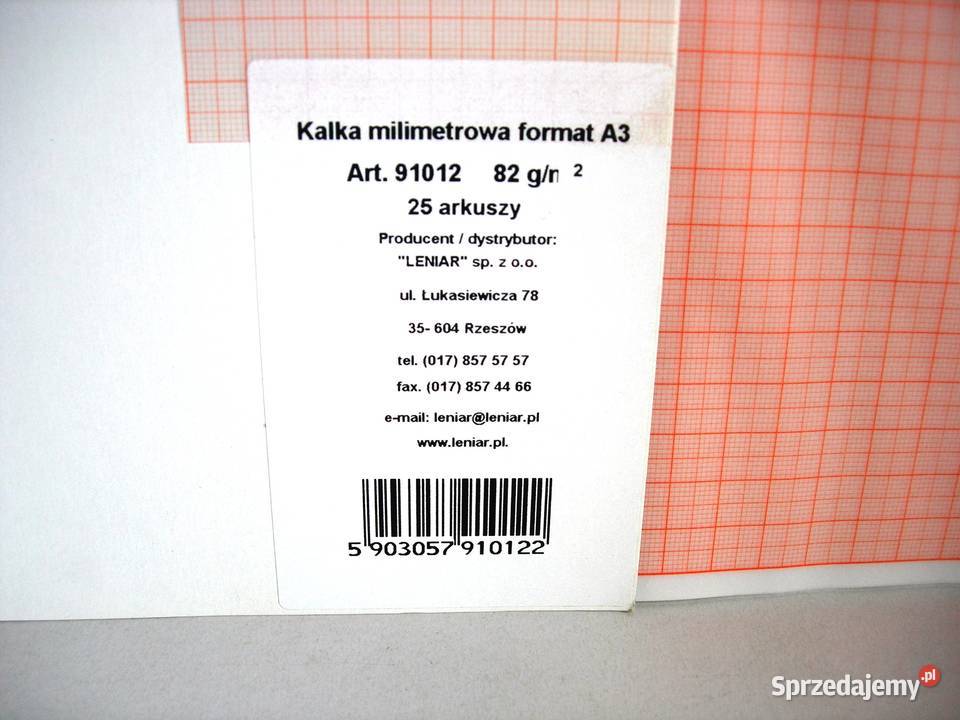 Kalka milimetrowa format A3
Art. 91012 82 g/m 2
25 arkuszy
Producent / dystrybutor:
"LENIAR" sp. z o.o.
ul. Łukasiewicza 78
35- 604 Rzeszów
tel. (017) 857 57 57
fax. (017) 857 44 66
e-mail: leniar@leniar.pl
www.leniar.pl.
5 903057 910122
Sprzedajemy.pl